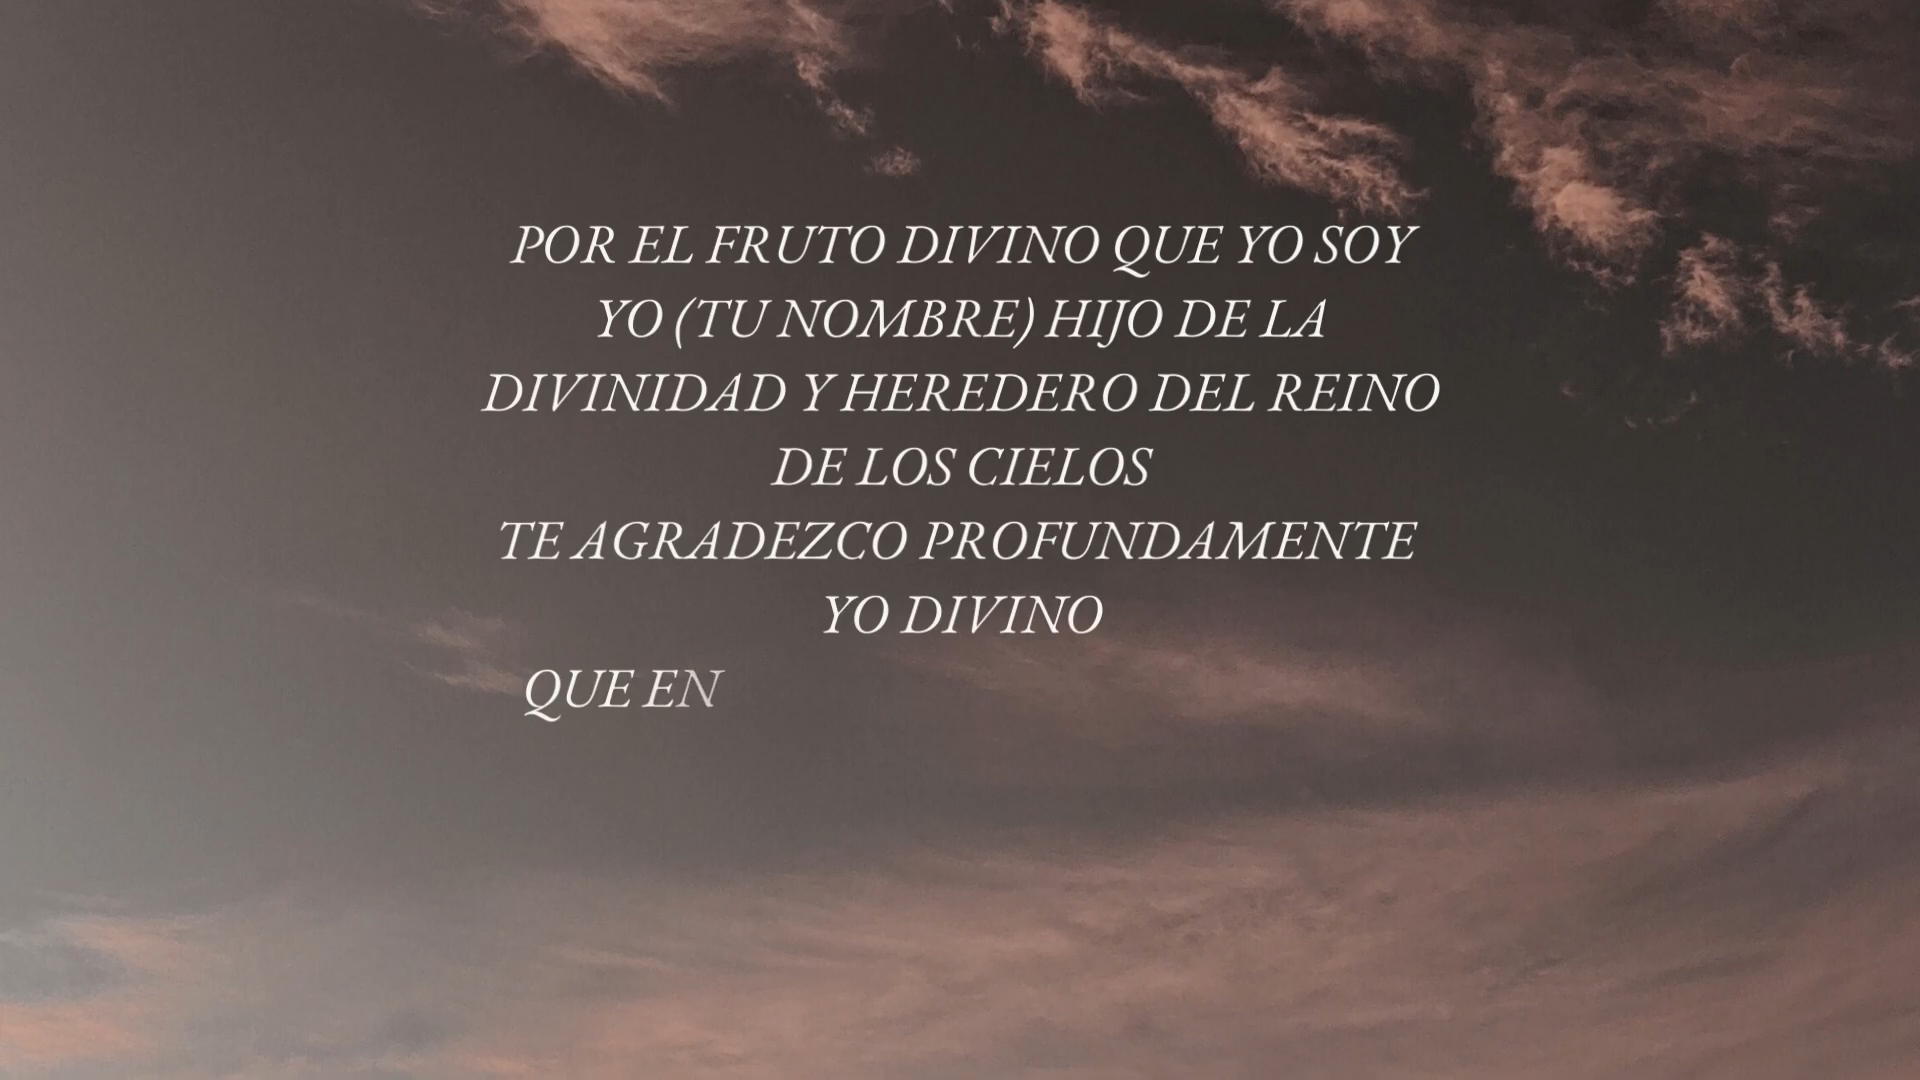 POR EL FRUTO DIVINO QUE YO SOY
YO (TU NOMBRE) HIJO DE LA
DIVINIDAD Y HEREDERO DEL REINO
DE LOS CIELOS
TE AGRADEZCO PROFUNDAMENTE
YO DIVINO
QUE EN